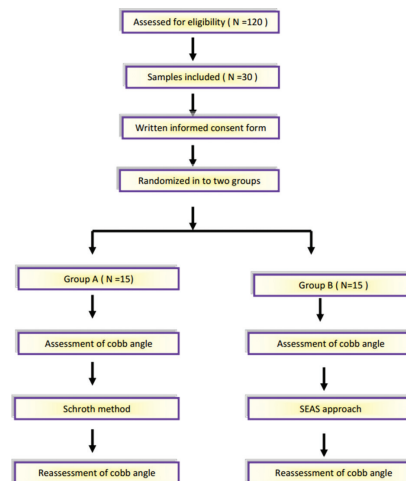 Assessed for eligibility ( N =120 )
Samples included ( N =30 )
Written informed consent form
Randomized in to two groups
Group A ( N =15)
Group B ( N=15 )
Assessment of cobb angle
Assessment of cobb angle
Schroth method
SEAS approach
Reassessment of cobb angle
Reassessment of cobb angle